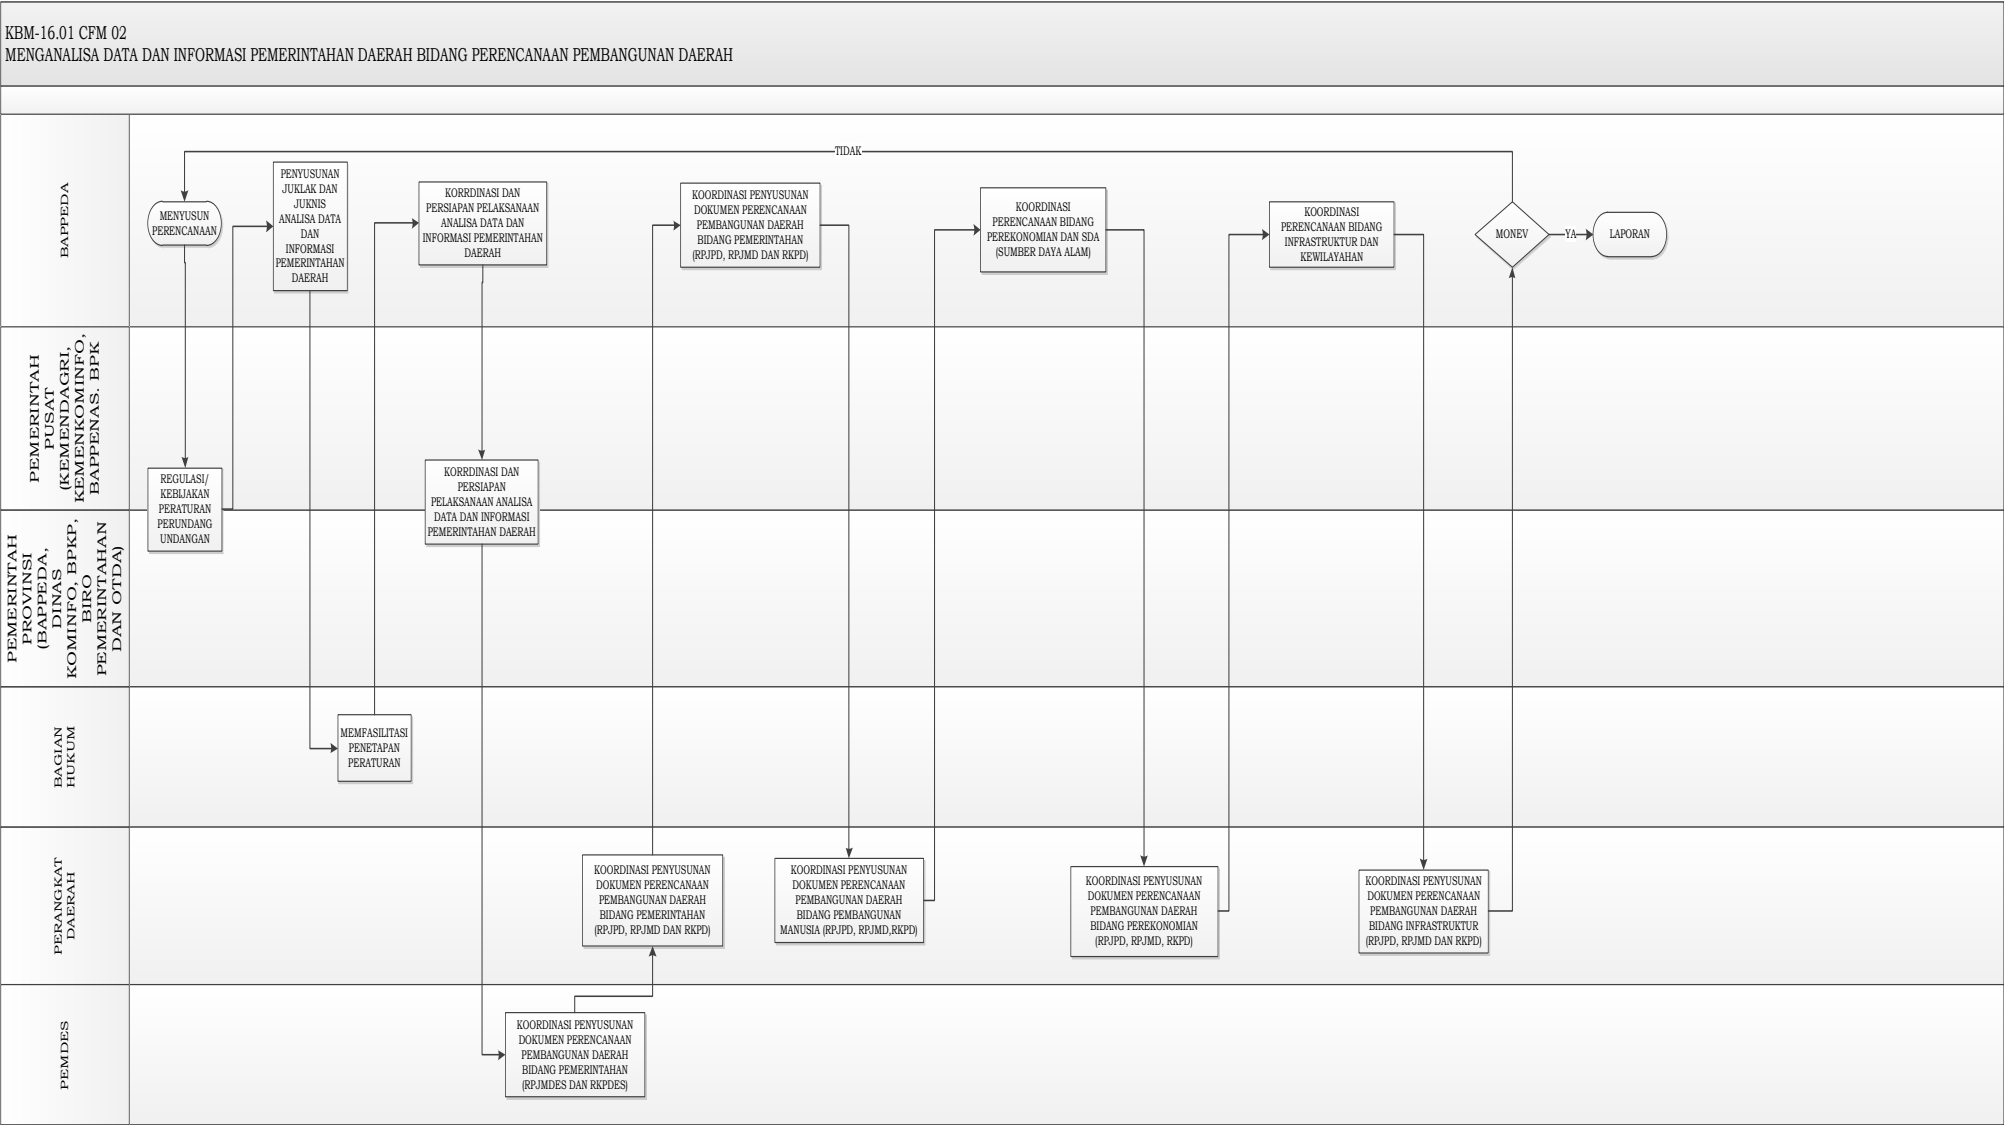 KBM-16.01 CFM 02
MENGANALISA DATA DAN INFORMASI PEMERINTAHAN DAERAH BIDANG PERENCANAAN PEMBANGUNAN DAERAH
BAPPEDA
TIDAK
MENYUSUN
PERENCANAAN
PENYUSUNAN
JUKLAK DAN
JUKNIS
ANALISA DATA
DAN
INFORMASI
PEMERINTAHAN
DAERAH
KORRDINASI DAN
PERSIAPAN PELAKSANAAN
ANALISA DATA DAN
INFORMASI PEMERINTAHAN
DAERAH
KOORDINASI PENYUSUNAN
DOKUMEN PERENCANAAN
PEMBANGUNAN DAERAH
BIDANG PEMERINTAHAN
(RPJPD, RPJMD DAN RKPD)
KOORDINASI
PERENCANAAN BIDANG
PEREKONOMIAN DAN SDA
(SUMBER DAYA ALAM)
KOORDINASI
PERENCANAAN BIDANG
INFRASTRUKTUR DAN
KEWILAYAHAN
MONEV
YA
LAPORAN
PEMERINTAH
PUSAT
(KEMENDAGRI,
KEMENKOMINFO,
BAPPENAS. BPK
REGULASI/
KEBIJAKAN
PERATURAN
PERUNDANG
UNDANGAN
KORRDINASI DAN
PERSIAPAN
PELAKSANAAN ANALISA
DATA DAN INFORMASI
PEMERINTAHAN DAERAH
PEMERINTAH
PROVINSI
(BAPPEDA,
DINAS
KOMINFO, BPKP,
BIRO
PEMERINTAHAN
DAN OTDA)
BAGIAN
HUKUM
MEMFASILITASI
PENETAPAN
PERATURAN
PERANGKAT
DAERAH
KOORDINASI PENYUSUNAN
DOKUMEN PERENCANAAN
PEMBANGUNAN DAERAH
BIDANG PEMERINTAHAN
(RPJPD, RPJMD DAN RKPD)
KOORDINASI PENYUSUNAN
DOKUMEN PERENCANAAN
PEMBANGUNAN DAERAH
BIDANG PEMBANGUNAN
MANUSIA (RPJPD, RPJMD,RKPD)
KOORDINASI PENYUSUNAN
DOKUMEN PERENCANAAN
PEMBANGUNAN DAERAH
BIDANG PEREKONOMIAN
(RPJPD, RPJMD, RKPD)
KOORDINASI PENYUSUNAN
DOKUMEN PERENCANAAN
PEMBANGUNAN DAERAH
BIDANG INFRASTRUKTUR
(RPJPD, RPJMD DAN RKPD)
PEMDES
KOORDINASI PENYUSUNAN
DOKUMEN PERENCANAAN
PEMBANGUNAN DAERAH
BIDANG PEMERINTAHAN
(RPJMDES DAN RKPDES)